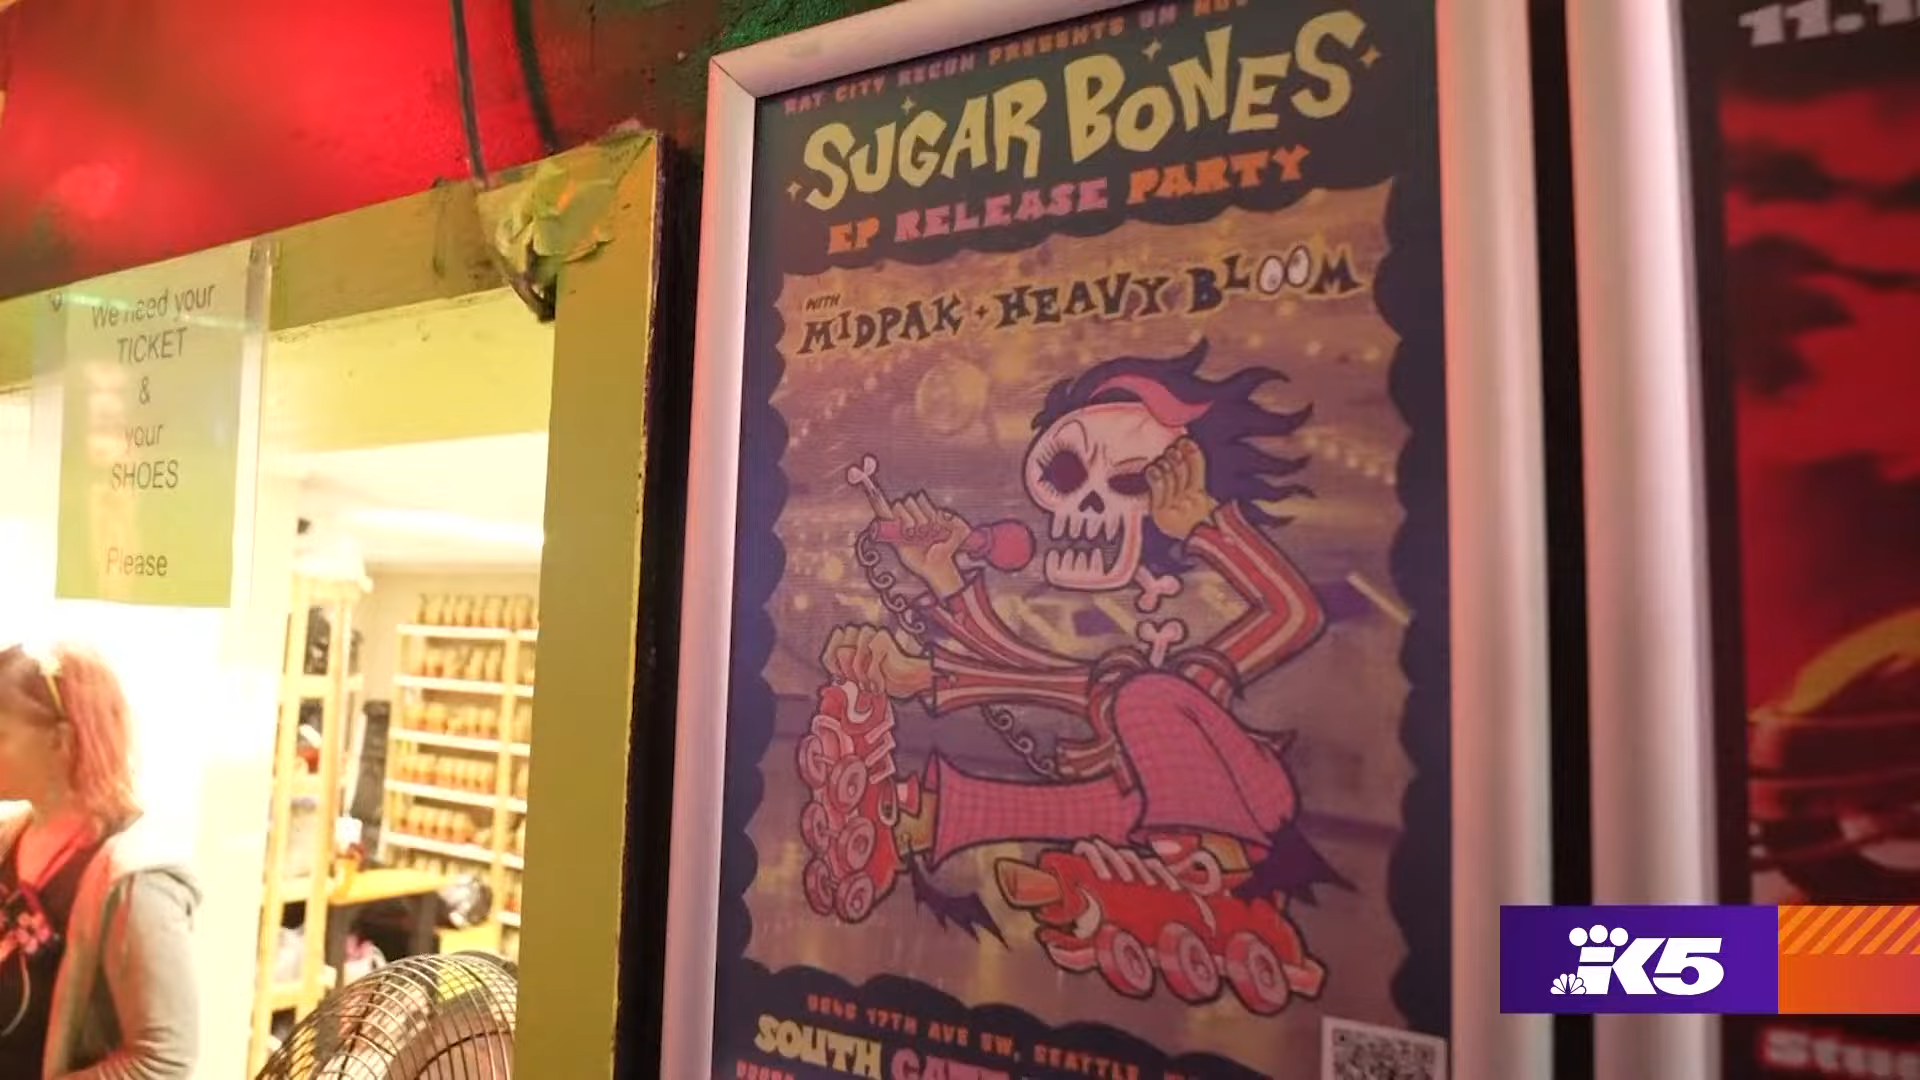 We need your
TICKET
&
your
SHOES
Please
RAT CITY RECON PRESENTS
SUGAR BONES
EP RELEASE PARTY
WITH
MIDPAK + HEAVY BLOOM
17TH AVE SW, SEATTLE
SOUTH
K5